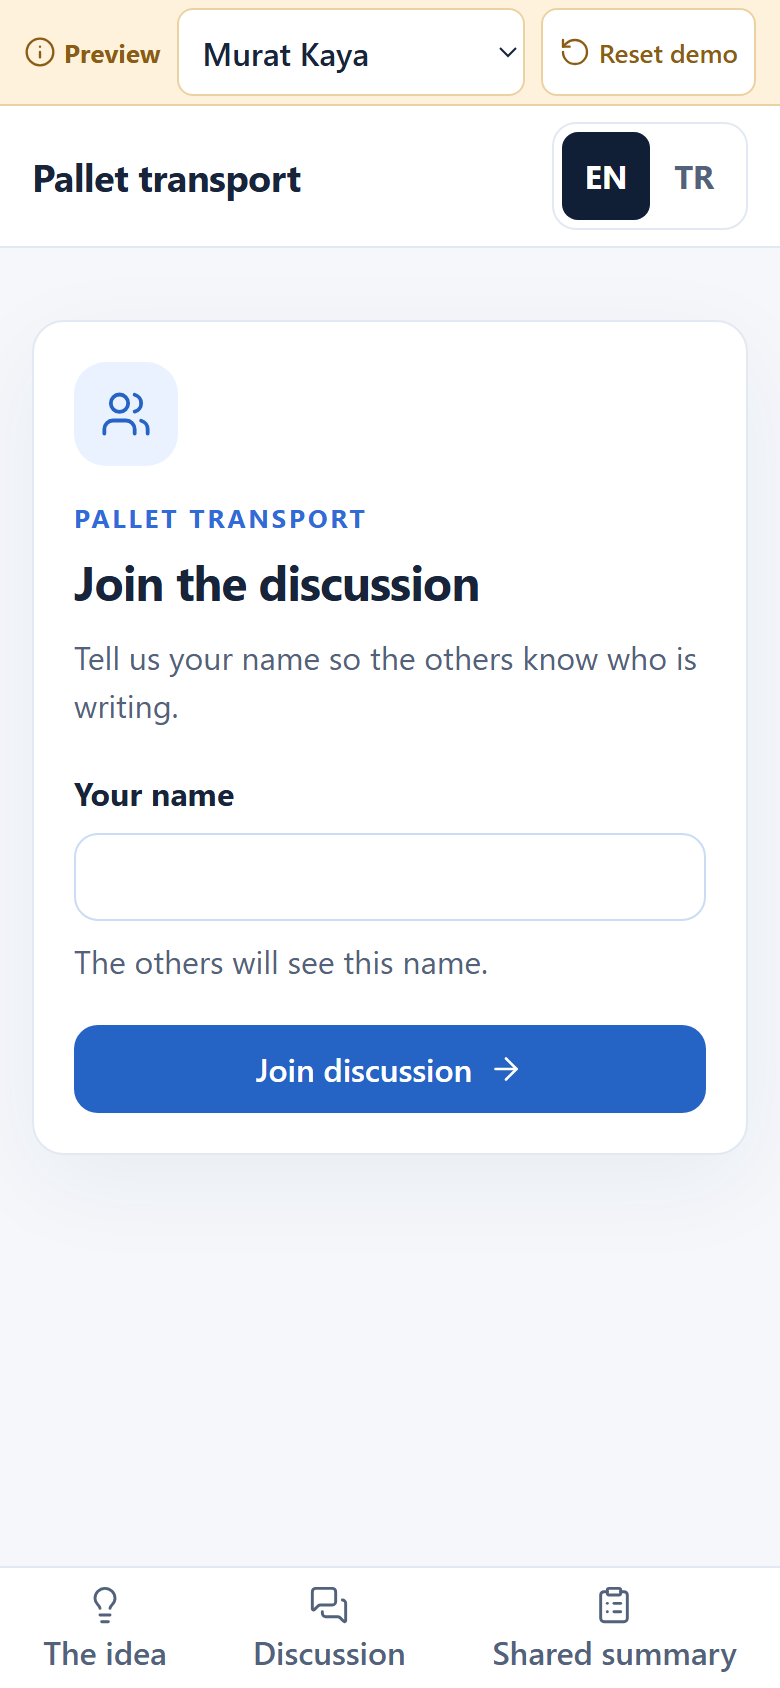 Preview
Murat Kaya
Reset demo
Pallet transport
EN
TR
PALLET TRANSPORT
Join the discussion
Tell us your name so the others know who is
writing.
Your name
The others will see this name.
Join discussion
The idea
Discussion
Shared summary